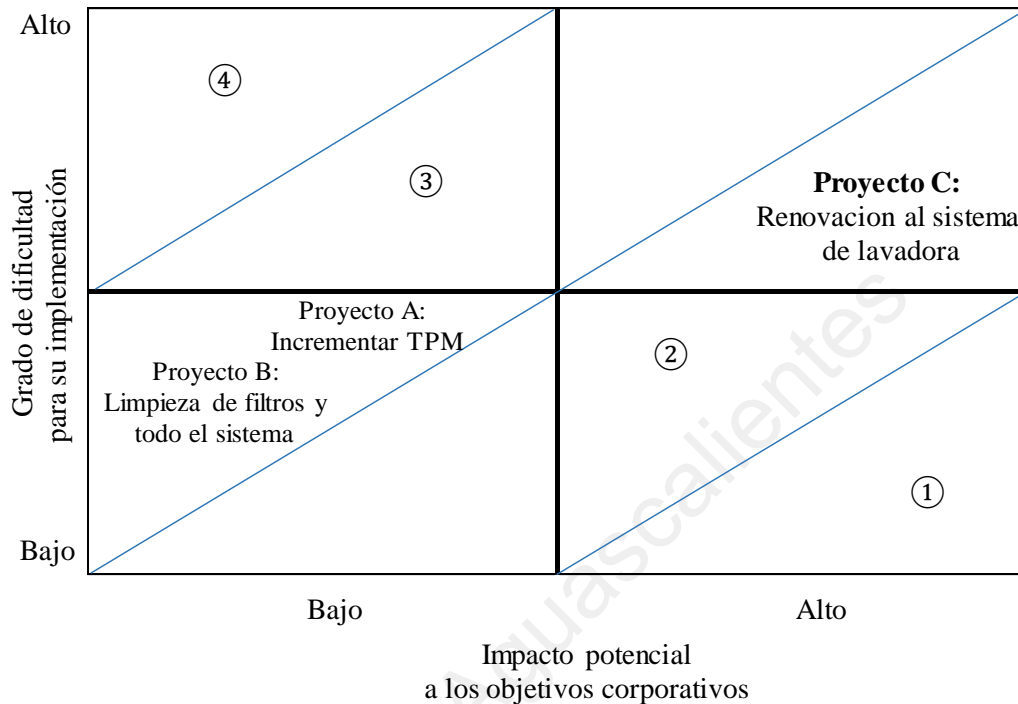 Alto
④
③
Grado de dificultad
para su implementación
Proyecto C:
Renovacion al sistema
de lavadora
Proyecto A:
Incrementar TPM
Proyecto B:
Limpieza de filtros y
todo el sistema
②
①
Bajo
Bajo
Alto
Impacto potencial
a los objetivos corporativos
Aguascalientes